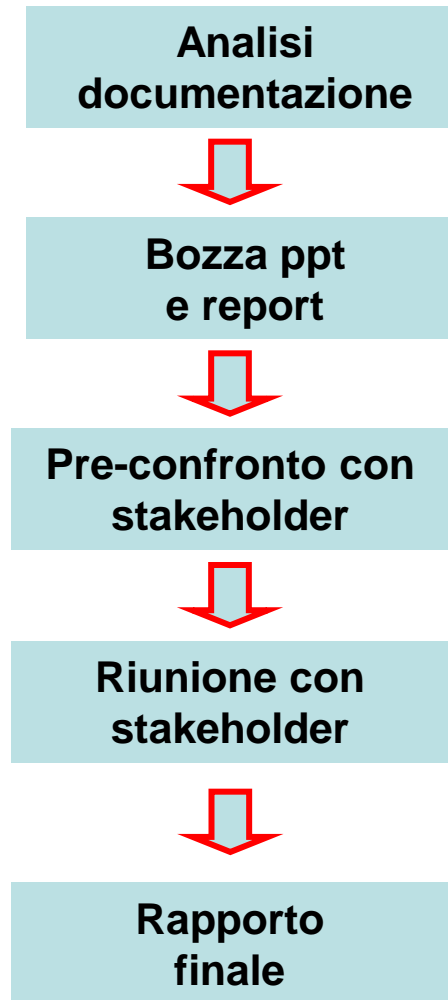 Analisi
documentazione
Bozza ppt
e report
Pre-confronto con
stakeholder
Riunione con
stakeholder
Rapporto
finale